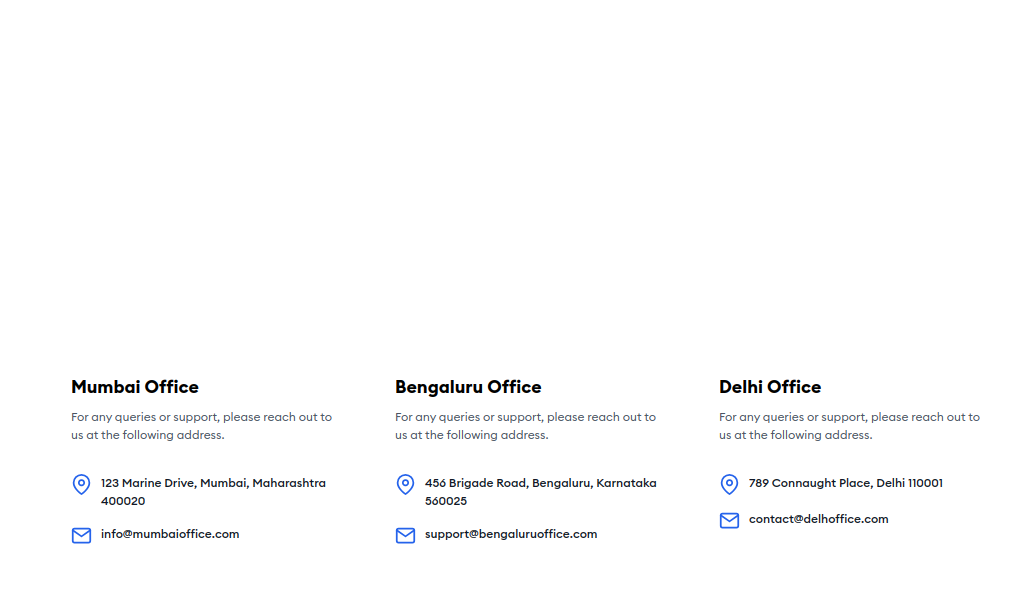 Mumbai Office
For any queries or support, please reach out to
us at the following address.
123 Marine Drive, Mumbai, Maharashtra
400020
info@mumbaioffice.com
Bengaluru Office
For any queries or support, please reach out to
us at the following address.
456 Brigade Road, Bengaluru, Karnataka
560025
support@bengaluruoffice.com
Delhi Office
For any queries or support, please reach out to
us at the following address.
789 Connaught Place, Delhi 110001
contact@delhoffice.com